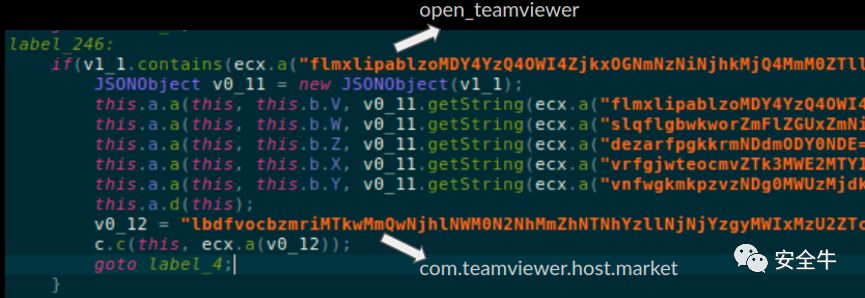 open_teamviewer
label_246:
if(v1_1.contains(ecx.a("flmxlipablzoMDY4YzQ4OWI4ZjkxOGNmNzNiNjhkMjQ4MmM0ZTll
JSONObject v0_11 = new JSONObject(v1_1);
this.a.a(this, this.b.V, v0_11.getString(ecx.a("flmxlipablzoMDY4YzQ4OWI4
this.a.a(this, this.b.W, v0_11.getString(ecx.a("slqflgbwkworZmFlZGUxZmNi
this.a.a(this, this.b.Z, v0_11.getString(ecx.a("dezarfpgkkrmNDdmODY0NDE=
this.a.a(this, this.b.X, v0_11.getString(ecx.a("vrfgjwteocmvZTk3MWE2MTY1
this.a.a(this, this.b.Y, v0_11.getString(ecx.a("vnfwgkmkpzvzNDg0MWUzMjdk
this.a.d(this);
v0_12 = "lbdfvocbzmriMTkwMmQwNjhlNWM0N2NhMmZhNTNhYzllNjNjYzgyMWIxMzU2ZTc
c.c(this, ecx.a(v0_12));
goto label_4;
}
com.teamviewer.host.market
安全牛